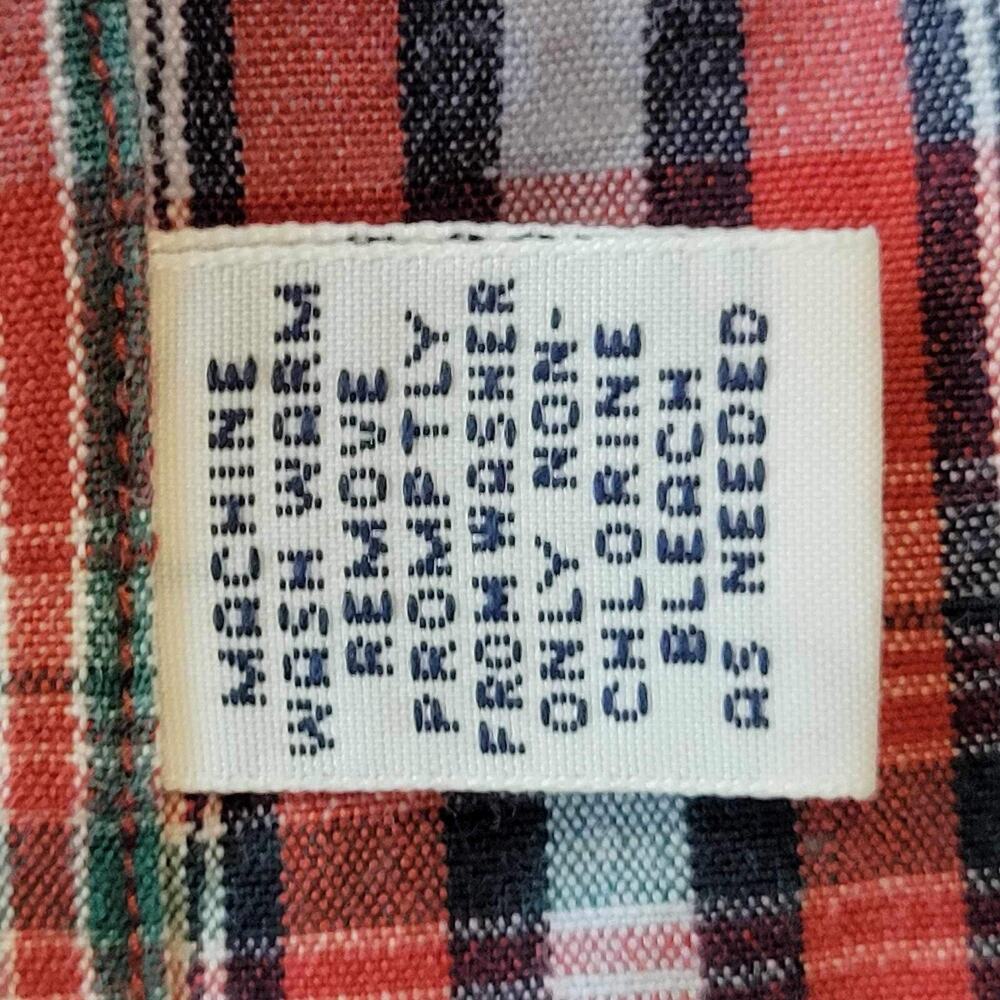 MACHINE
WASH WARM
REMOVE
PROMPTLY
FROM WASHER
ONLY NON-
CHLORINE
BLEACH
AS NEEDED